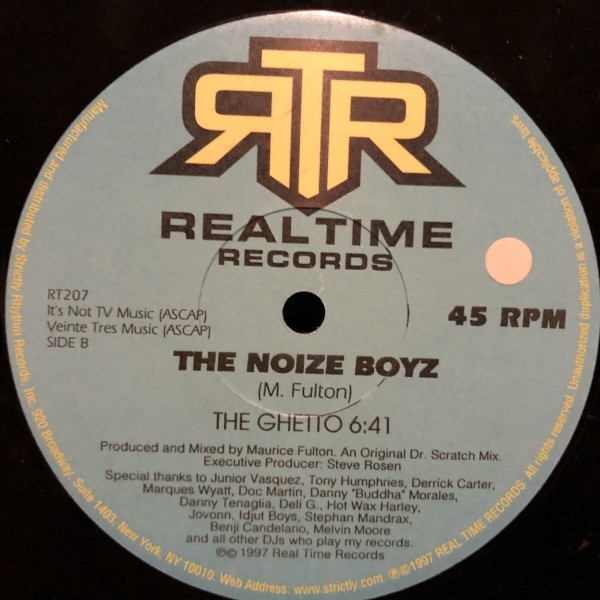 RTR
REALTIME
RECORDS
RT207
It's Not TV Music (ASCAP)
Veinte Tres Music (ASCAP)
SIDE B
45 RPM
THE NOIZE BOYZ
(M. Fulton)
THE GHETTO 6:41
Produced and Mixed by Maurice Fulton. An Original Dr. Scratch Mix.
Executive Producer: Steve Rosen
Special thanks to Junior Vasquez, Tony Humphries, Derrick Carter,
Marques Wyatt, Doc Martin, Danny "Buddha" Morales,
Danny Tenaglia, Deli G., Hot Wax Harley,
Jovonn, Idjut Boys, Stephan Mandrax,
Benji Candelario, Melvin Moore
and all other DJs who play my records.
℗© 1997 Real Time Records
Manufactured and distributed by Strictly Rhythm Records, Inc. 920 Broadway, Suite 1403, New York, NY 10010. Web Address: www.strictly.com ℗©1997 REAL TIME RECORDS All rights reserved. Unauthorized duplication is a violation of applicable laws.